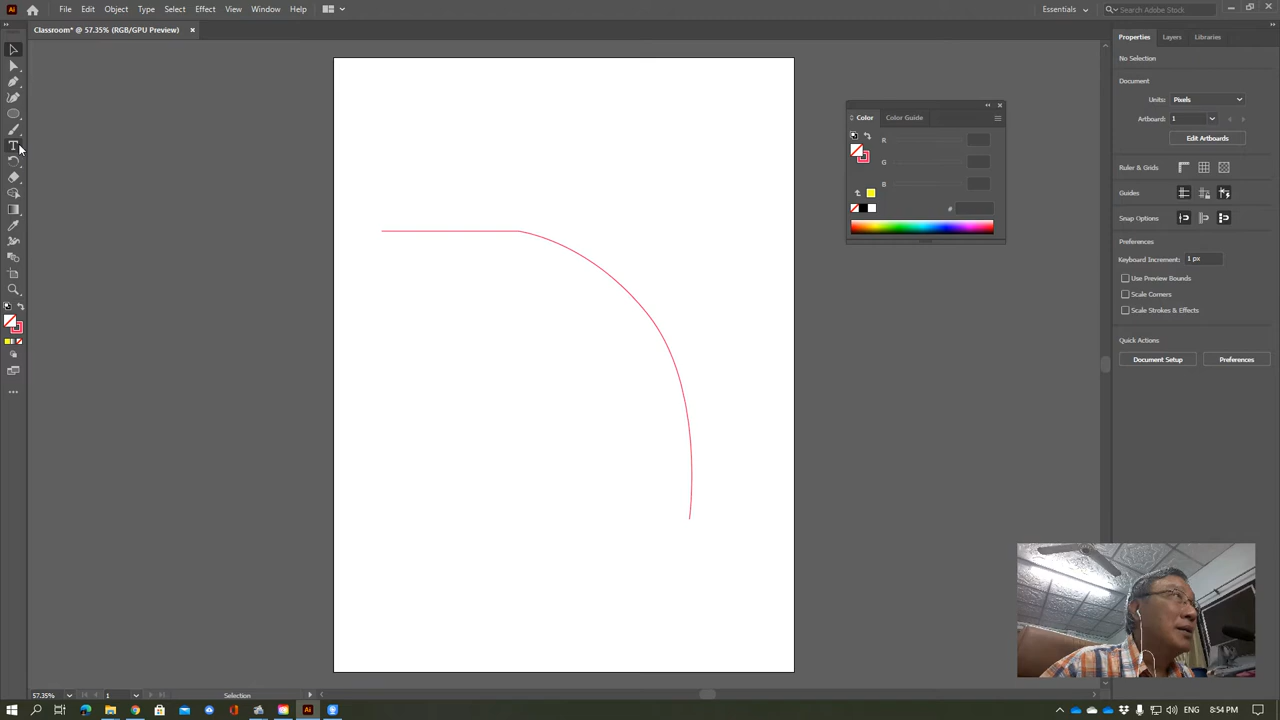 Ai File Edit Object Type Select Effect View Window Help
Essentials
Search Adobe Stock
Classroom* @ 57.35% (RGB/GPU Preview)
Properties Layers Libraries
No Selection
Document
Units: Pixels
Artboard: 1
Edit Artboards
Ruler & Grids
Guides
Snap Options
Preferences
Keyboard Increment: 1 px
Use Preview Bounds
Scale Corners
Scale Strokes & Effects
Quick Actions
Document Setup Preferences
Color Color Guide
R
G
B
#
T
57.35% 1 Selection
Ai 8:54 PM